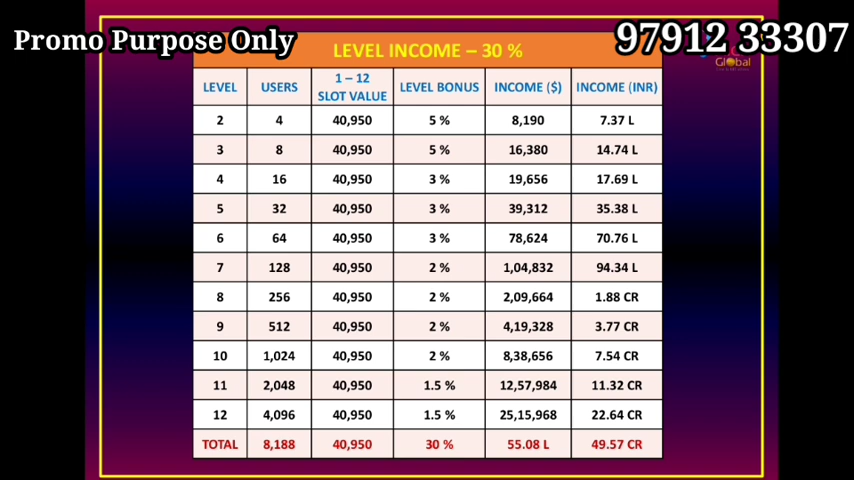 Promo Purpose Only
97912 33307
LEVEL INCOME – 30 %
Global
LEVEL USERS 1 – 12 SLOT VALUE LEVEL BONUS INCOME ($) INCOME (INR)
2 4 40,950 5 % 8,190 7.37 L
3 8 40,950 5 % 16,380 14.74 L
4 16 40,950 3 % 19,656 17.69 L
5 32 40,950 3 % 39,312 35.38 L
6 64 40,950 3 % 78,624 70.76 L
7 128 40,950 2 % 1,04,832 94.34 L
8 256 40,950 2 % 2,09,664 1.88 CR
9 512 40,950 2 % 4,19,328 3.77 CR
10 1,024 40,950 2 % 8,38,656 7.54 CR
11 2,048 40,950 1.5 % 12,57,984 11.32 CR
12 4,096 40,950 1.5 % 25,15,968 22.64 CR
TOTAL 8,188 40,950 30 % 55.08 L 49.57 CR